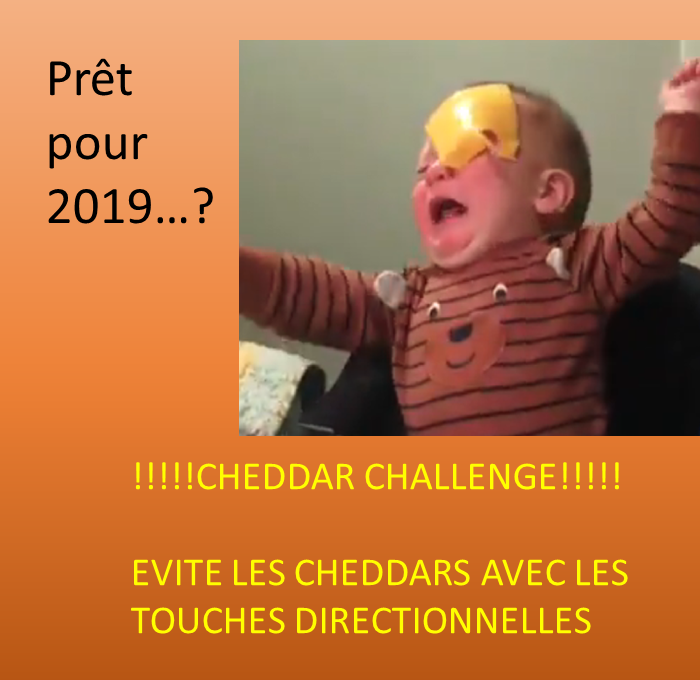 Prêt
pour
2019...?
!!!!!CHEDDAR CHALLENGE!!!!!
EVITE LES CHEDDARS AVEC LES
TOUCHES DIRECTIONNELLES